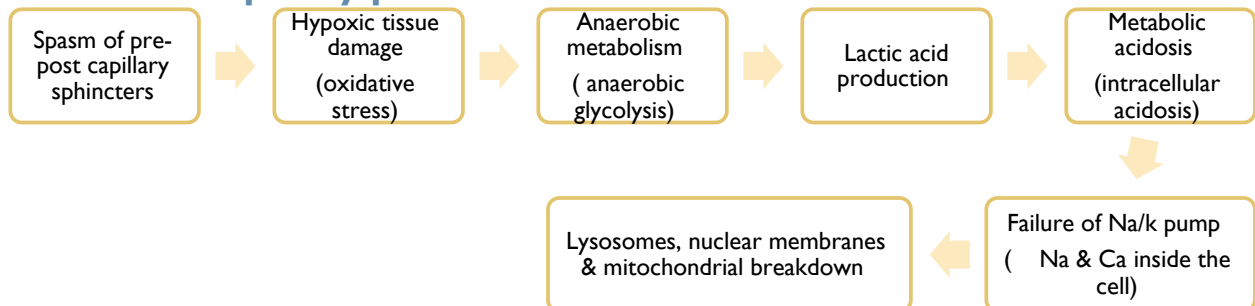 Spasm of pre-
post capillary
sphincters
Hypoxic tissue
damage
(oxidative
stress)
Anaerobic
metabolism
( anaerobic
glycolysis)
Lactic acid
production
Metabolic
acidosis
(intracellular
acidosis)
Failure of Na/k pump
( Na & Ca inside the
cell)
Lysosomes, nuclear membranes
& mitochondrial breakdown